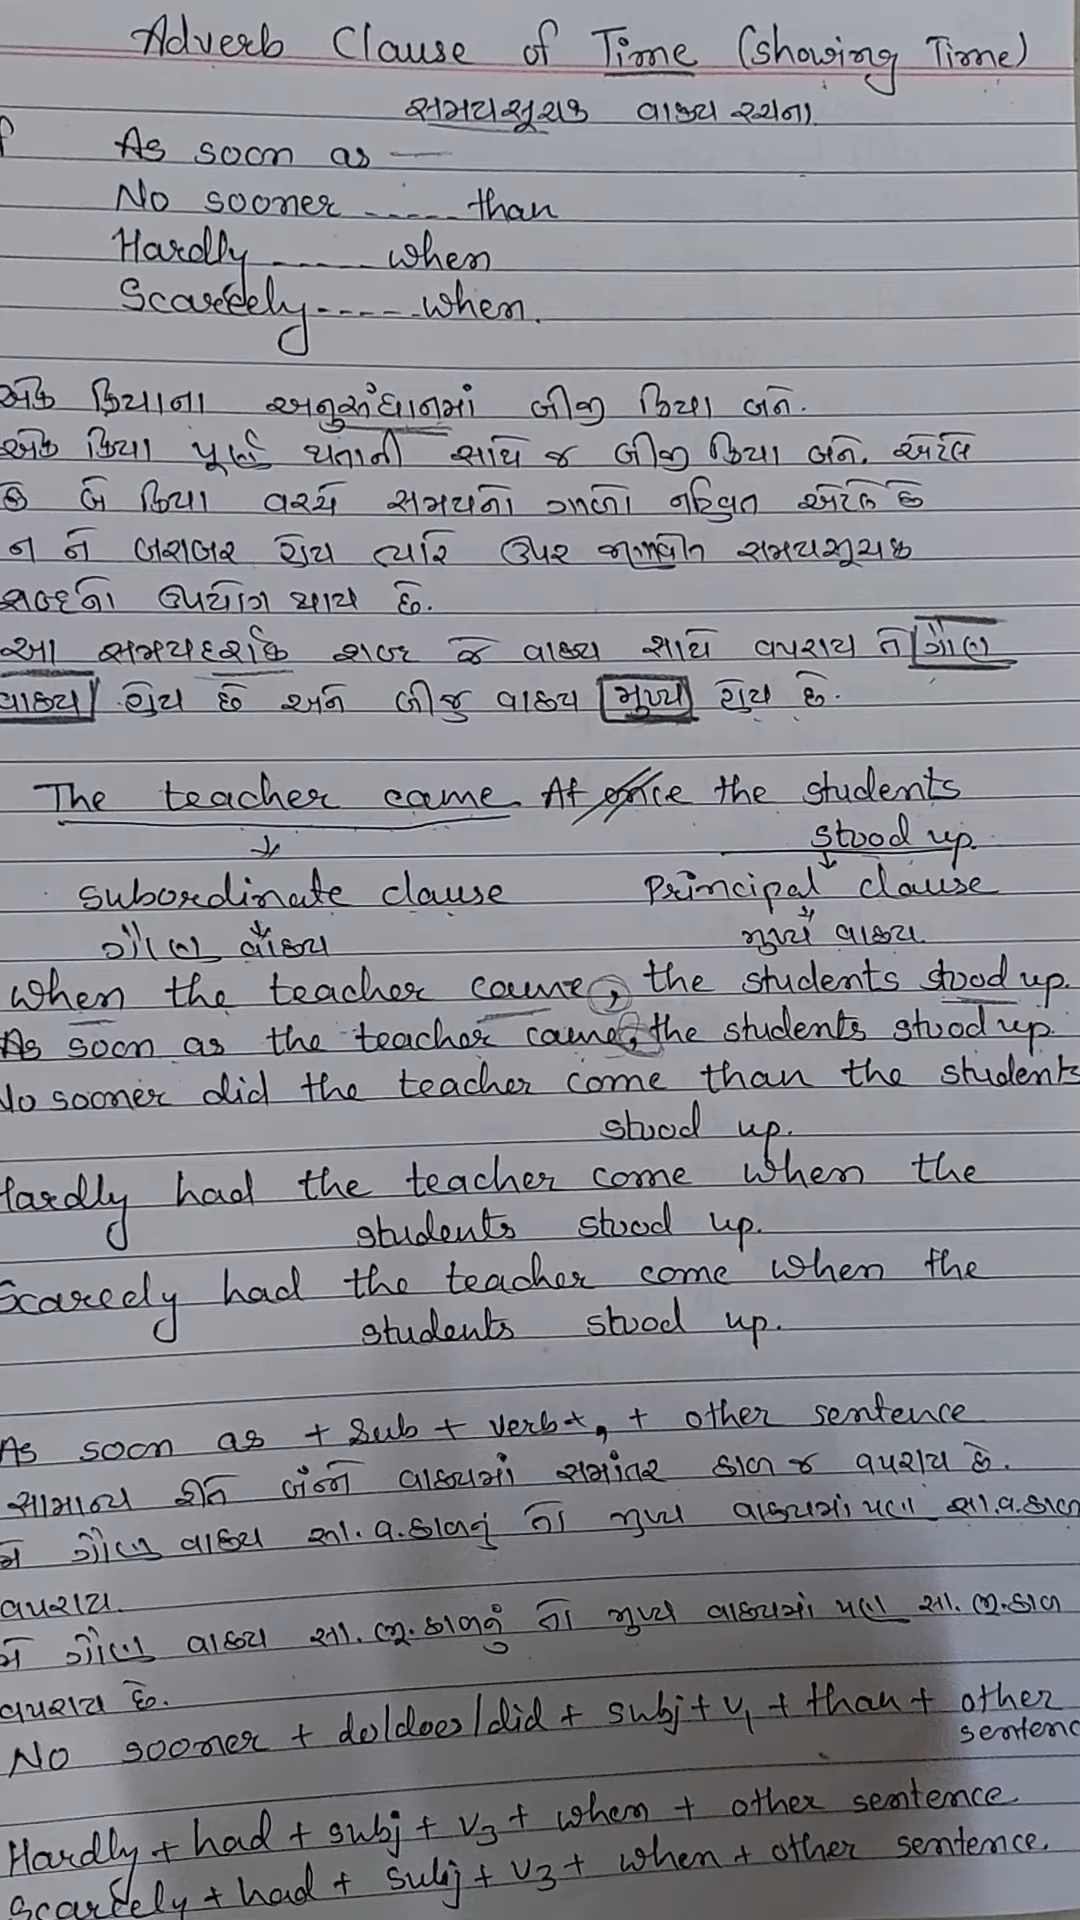 Adverb Clause of Time (showing Time)
સમયસૂચક વાક્ય રચના.
As soon as —
No sooner ----- than
Hardly ----- when
Scarcely ----- when.
એક ક્રિયાના અનુસંધાનમાં બીજી ક્રિયા બને.
એક ક્રિયા પૂર્ણ થતાની સાથે જ બીજી ક્રિયા બને. એટલે
કે બે ક્રિયા વચ્ચે સમયનો ગાળો નહિવત એટલે કે
ન ને બરાબર હોય ત્યારે ઉપર સમયસૂચક
શબ્દનો ઉપયોગ થાય છે.
આ સમયદર્શક શબ્દ જે વાક્ય સાથે વપરાય તે ગૌણ
વાક્ય હોય છે અને બીજુ વાક્ય મુખ્ય હોય છે.
The teacher came. At once the students
stood up.
subordinate clause Principal clause
ગૌણ વાક્ય મુખ્ય વાક્ય.
when the teacher came, the students stood up.
As soon as the teacher came, the students stood up.
No sooner did the teacher come than the students
stood up.
Hardly had the teacher come when the
students stood up.
Scarcely had the teacher come when the
students stood up.
As soon as + sub + verb + , + other sentence
સામાન્ય રીતે બંને વાક્યમાં સમાંતર કાળ જ વપરાય છે.
જો ગૌણ વાક્ય સા. વ. કાળનું તો મુખ્ય વાક્યમાં પણ સા. વ. કાળ
વપરાય.
જો ગૌણ વાક્ય સા. ભૂ. કાળનું તો મુખ્ય વાક્યમાં પણ સા. ભૂ. કાળ
વપરાય છે.
No sooner + do/does/did + subj + v1 + than + other
sentenc
Hardly + had + subj + v3 + when + other sentence
Scarcely + had + subj + v3 + when + other sentence.